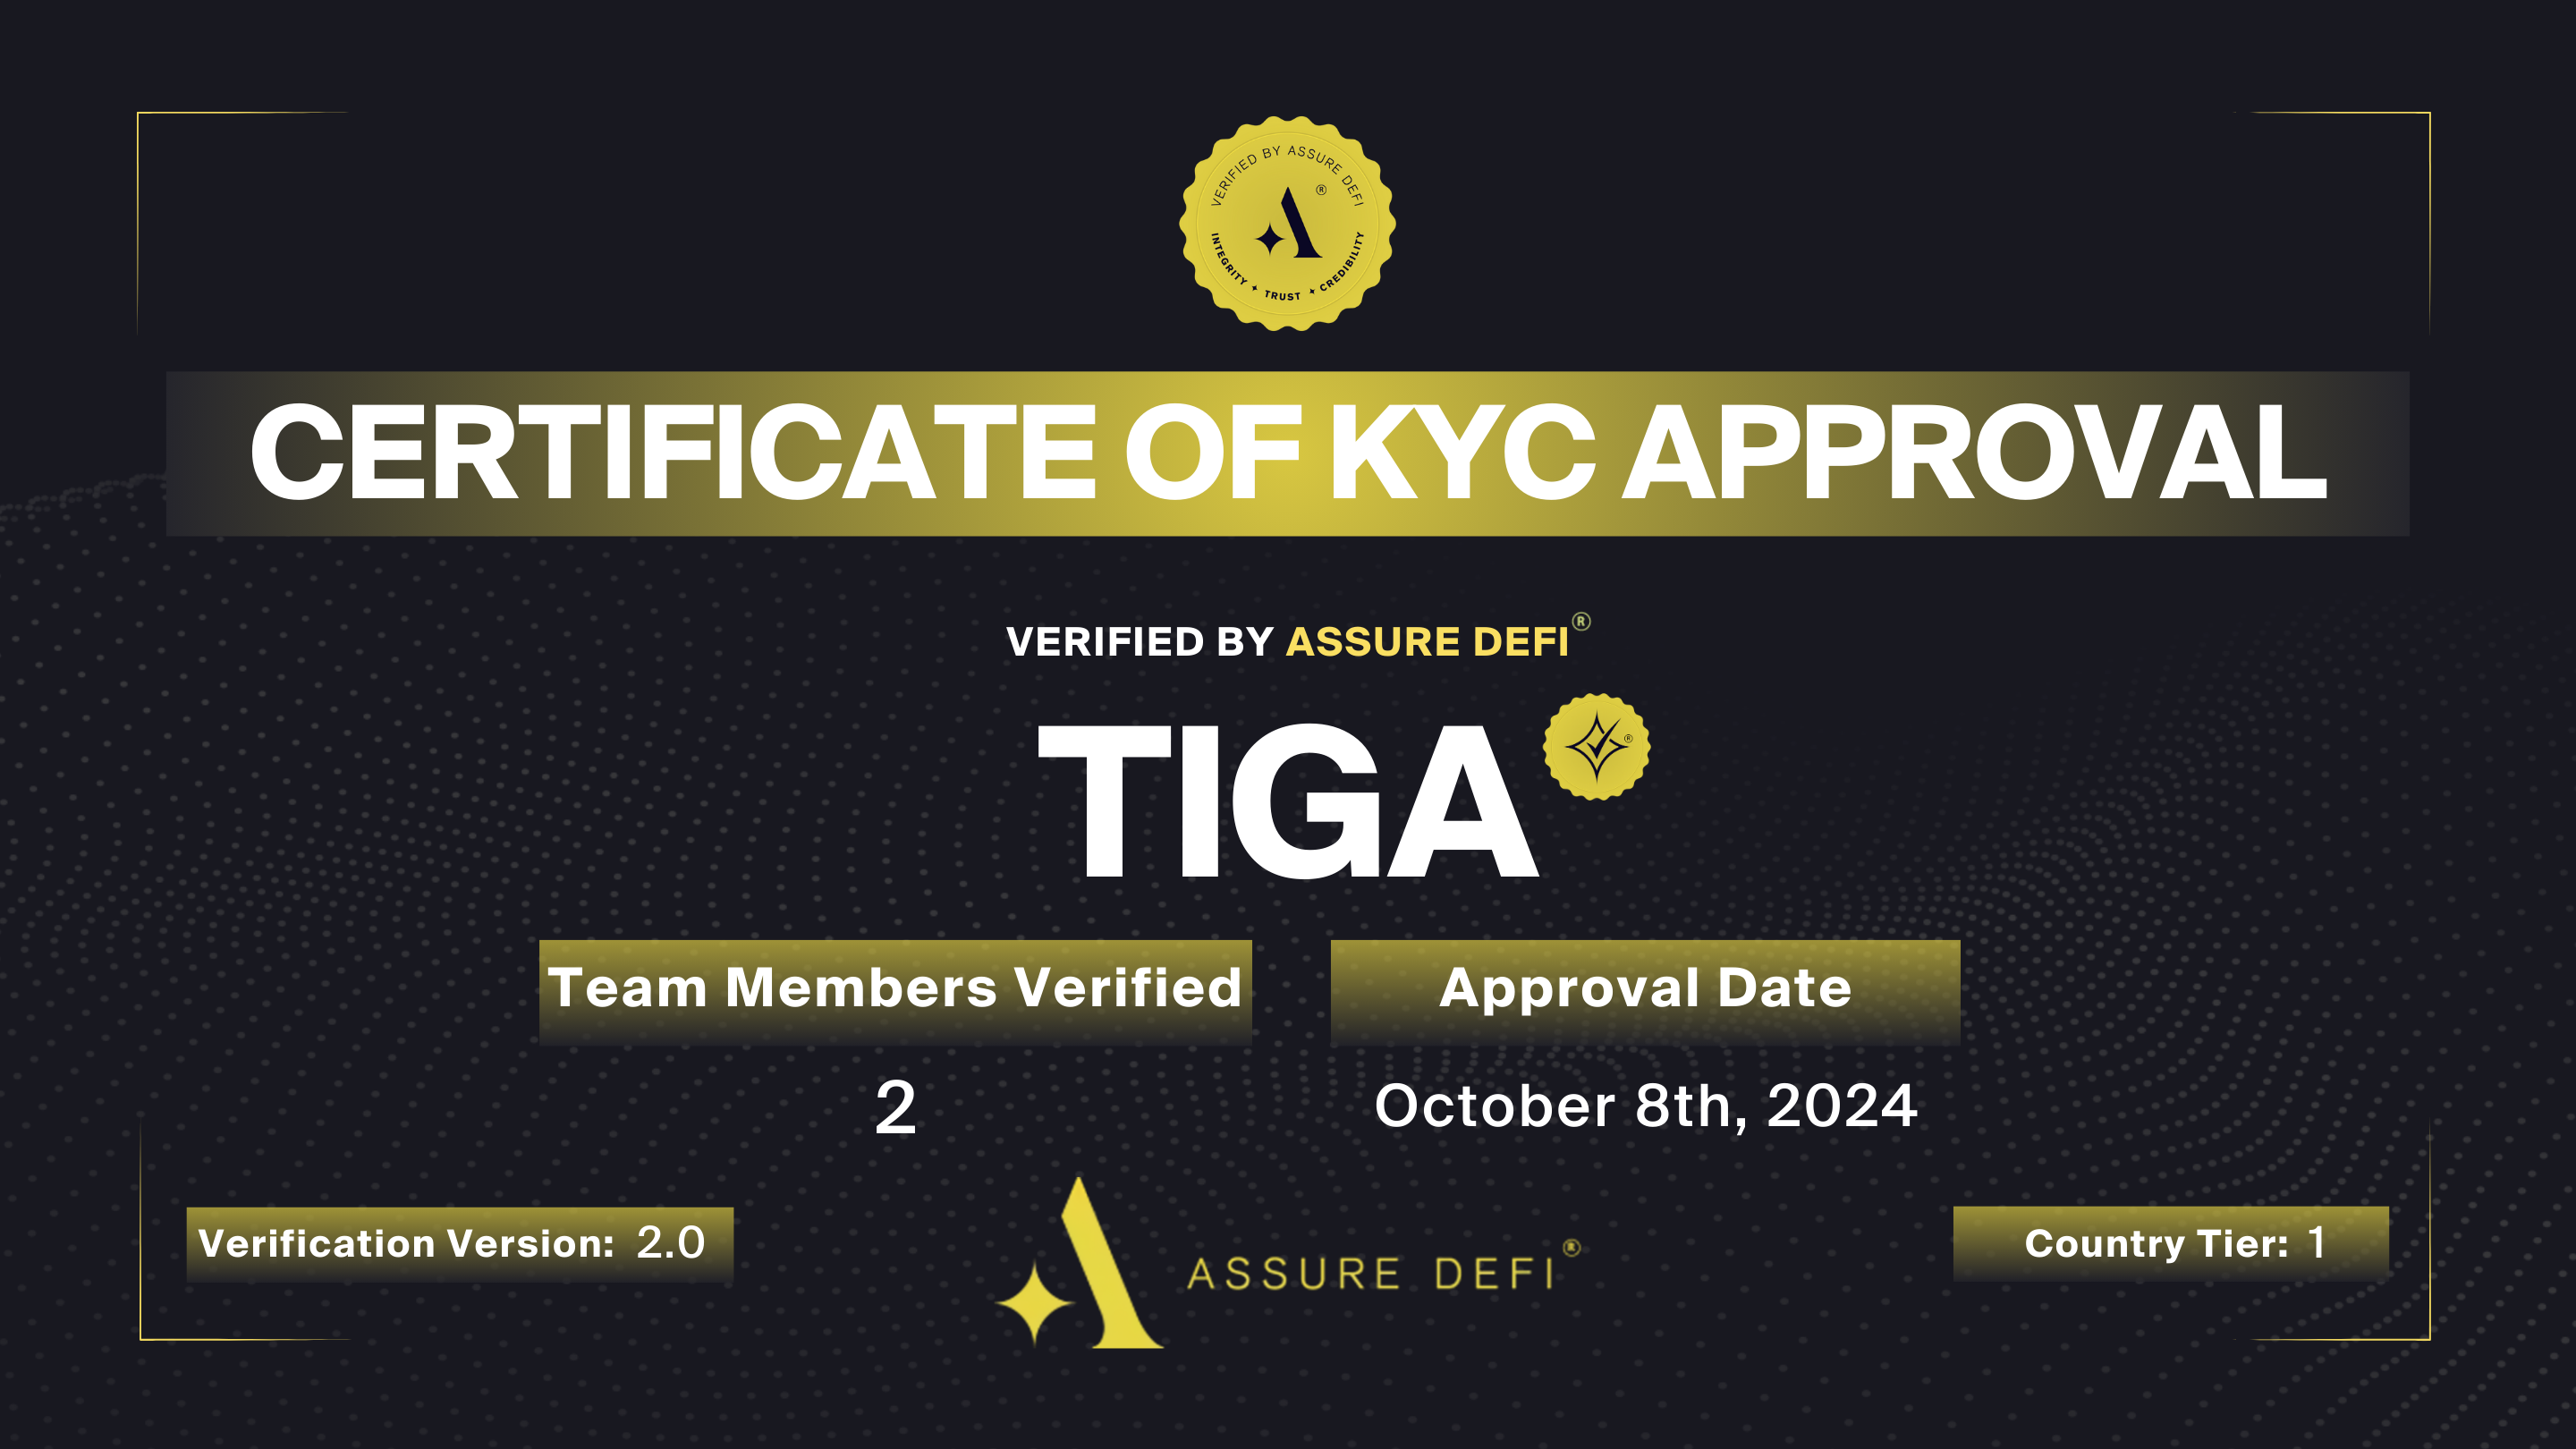 VERIFIED BY ASSURE DEFI
®
INTEGRITY ✦ TRUST ✦ CREDIBILITY
CERTIFICATE OF KYC APPROVAL
VERIFIED BY ASSURE DEFI®
TIGA
®
Team Members Verified
2
Approval Date
October 8th, 2024
Verification Version: 2.0
ASSURE DEFI®
Country Tier: 1